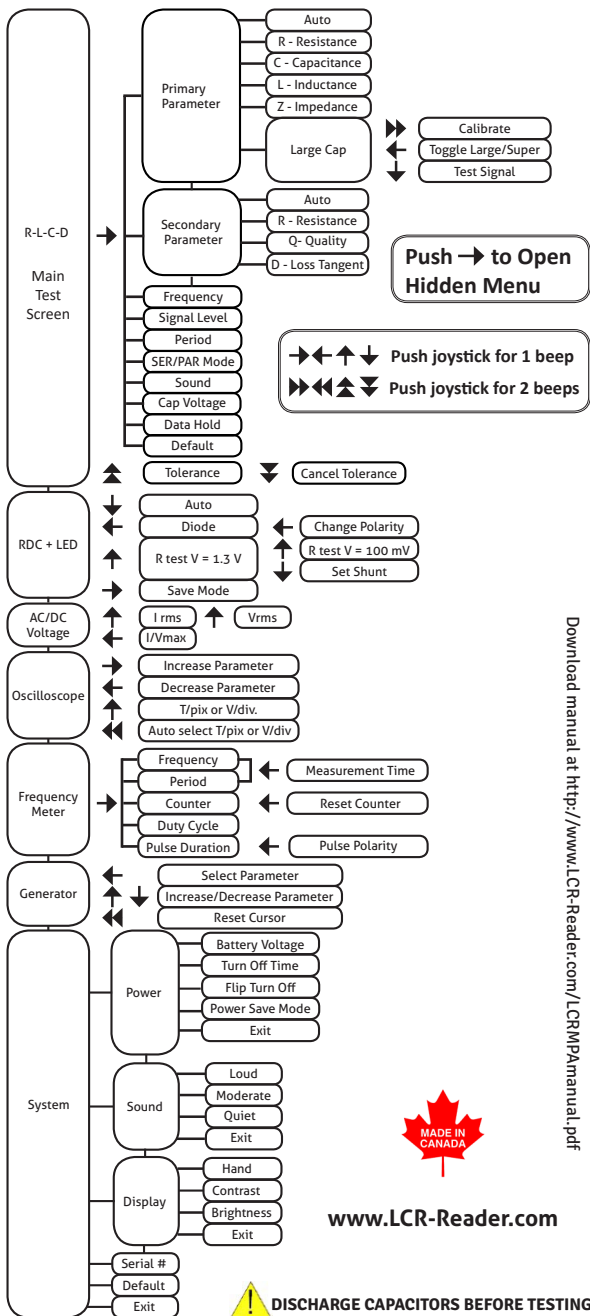 R-L-C-D
Main
Test
Screen
Primary
Parameter
Auto
R - Resistance
C - Capacitance
L - Inductance
Z - Impedance
Large Cap
Calibrate
Toggle Large/Super
Test Signal
Secondary
Parameter
Auto
R - Resistance
Q- Quality
D - Loss Tangent
Frequency
Signal Level
Period
SER/PAR Mode
Sound
Cap Voltage
Data Hold
Default
Push → to Open
Hidden Menu
Push joystick for 1 beep
Push joystick for 2 beeps
Tolerance
Cancel Tolerance
RDC + LED
Auto
Diode
Change Polarity
R test V = 1.3 V
R test V = 100 mV
Set Shunt
Save Mode
AC/DC
Voltage
I rms
Vrms
I/Vmax
Oscilloscope
Increase Parameter
Decrease Parameter
T/pix or V/div.
Auto select T/pix or V/div
Frequency
Meter
Frequency
Period
Measurement Time
Counter
Reset Counter
Duty Cycle
Pulse Duration
Pulse Polarity
Generator
Select Parameter
Increase/Decrease Parameter
Reset Cursor
System
Power
Battery Voltage
Turn Off Time
Flip Turn Off
Power Save Mode
Exit
Sound
Loud
Moderate
Quiet
Exit
Display
Hand
Contrast
Brightness
Exit
Serial #
Default
Exit
Download manual at http://www.LCR-Reader.com/LCRMPAmanual.pdf
MADE IN
CANADA
www.LCR-Reader.com
! DISCHARGE CAPACITORS BEFORE TESTING